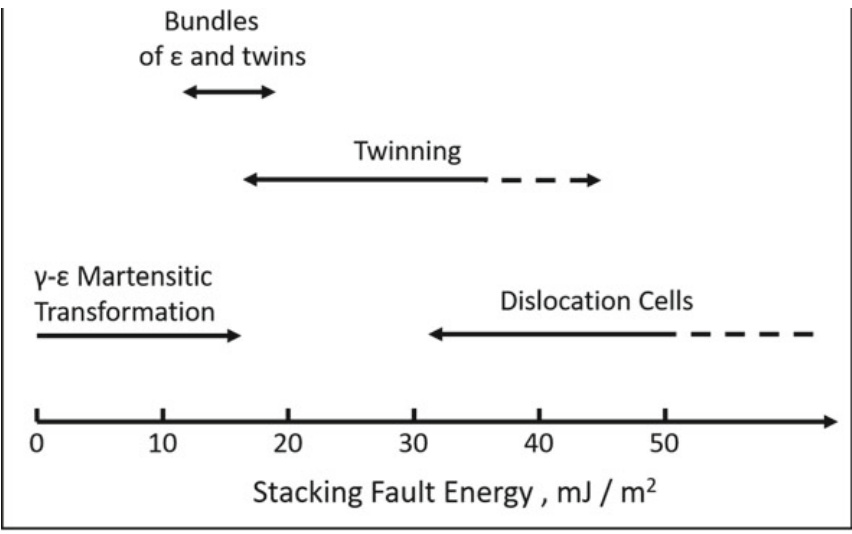 Bundles
of ε and twins
Twinning
γ-ε Martensitic
Transformation
Dislocation Cells
0 10 20 30 40 50
Stacking Fault Energy , mJ / m²